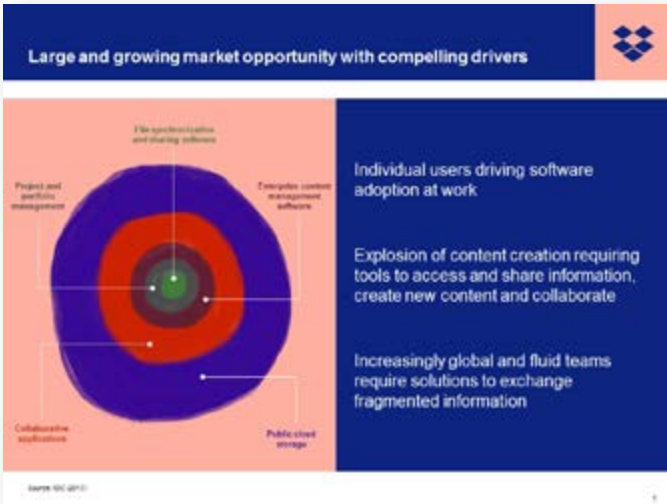 Large and growing market opportunity with compelling drivers
File synchronization
and sharing software
Project and
portfolio
management
Enterprise content
management
software
Individual users driving software
adoption at work
Explosion of content creation requiring
tools to access and share information,
create new content and collaborate
Increasingly global and fluid teams
require solutions to exchange
fragmented information
Collaborative
applications
Public cloud
storage
Source: IDC (2017)